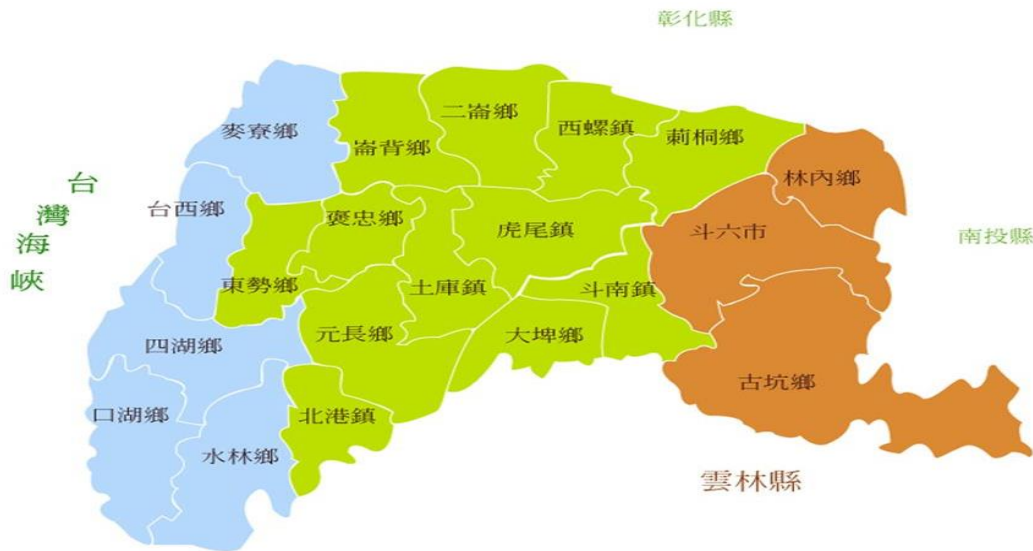 彰化縣
二崙鄉
麥寮鄉
崙背鄉
西螺鎮
莿桐鄉
林內鄉
台灣海峽
台西鄉
褒忠鄉
虎尾鎮
斗六市
南投縣
東勢鄉
土庫鎮
斗南鎮
四湖鄉
元長鄉
大埤鄉
古坑鄉
口湖鄉
北港鎮
水林鄉
雲林縣